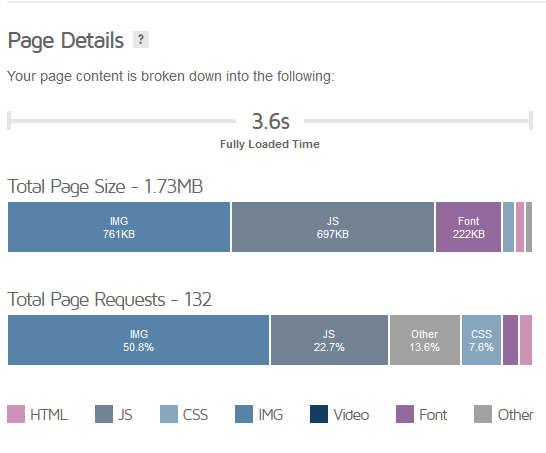 Page Details ?
Your page content is broken down into the following:
3.6s
Fully Loaded Time
Total Page Size - 1.73MB
IMG JS Font
761KB 697KB 222KB
Total Page Requests - 132
IMG JS Other CSS
50.8% 22.7% 13.6% 7.6%
HTML JS CSS IMG Video Font Other